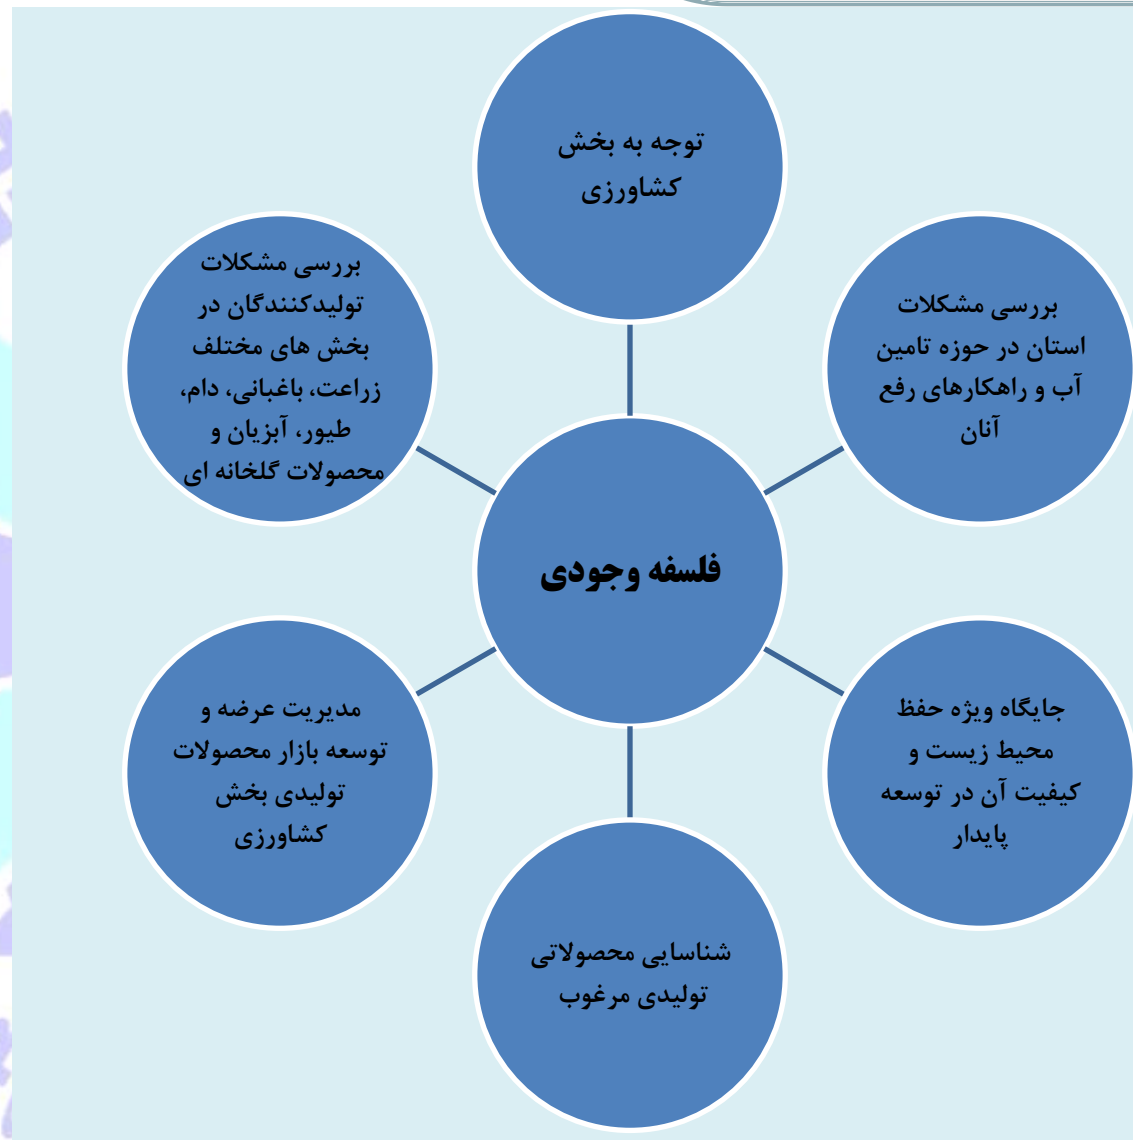 توجه به بخش
کشاورزی
بررسی مشکلات
استان در حوزه تامین
آب و راهکارهای رفع
آنان
جایگاه ویژه حفظ
محیط زیست و
کیفیت آن در توسعه
پایدار
شناسایی محصولاتی
تولیدی مرغوب
مدیریت عرضه و
توسعه بازار محصولات
تولیدی بخش
کشاورزی
بررسی مشکلات
تولیدکنندگان در
بخش های مختلف
زراعت، باغبانی، دام،
طیور، آبزیان و
محصولات گلخانه ای
فلسفه وجودی